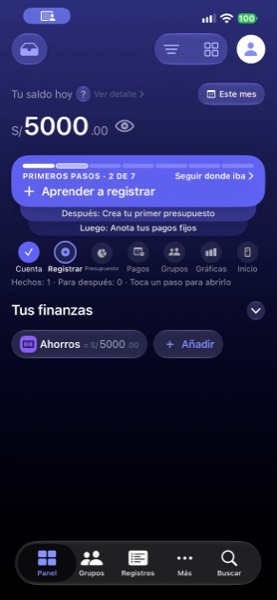 100
Tu saldo hoy ? Ver detalle >
Este mes
S/5000.00
PRIMEROS PASOS · 2 DE 7
Seguir donde iba >
+ Aprender a registrar
Después: Crea tu primer presupuesto
Luego: Anota tus pagos fijos
Cuenta Registrar Presupuesto Pagos Grupos Gráficas Inicio
Hechos: 1 · Para después: 0 · Toca un paso para abrirlo
Tus finanzas
Ahorros = S/ 5000.00
+ Añadir
Panel Grupos Registros Más Buscar